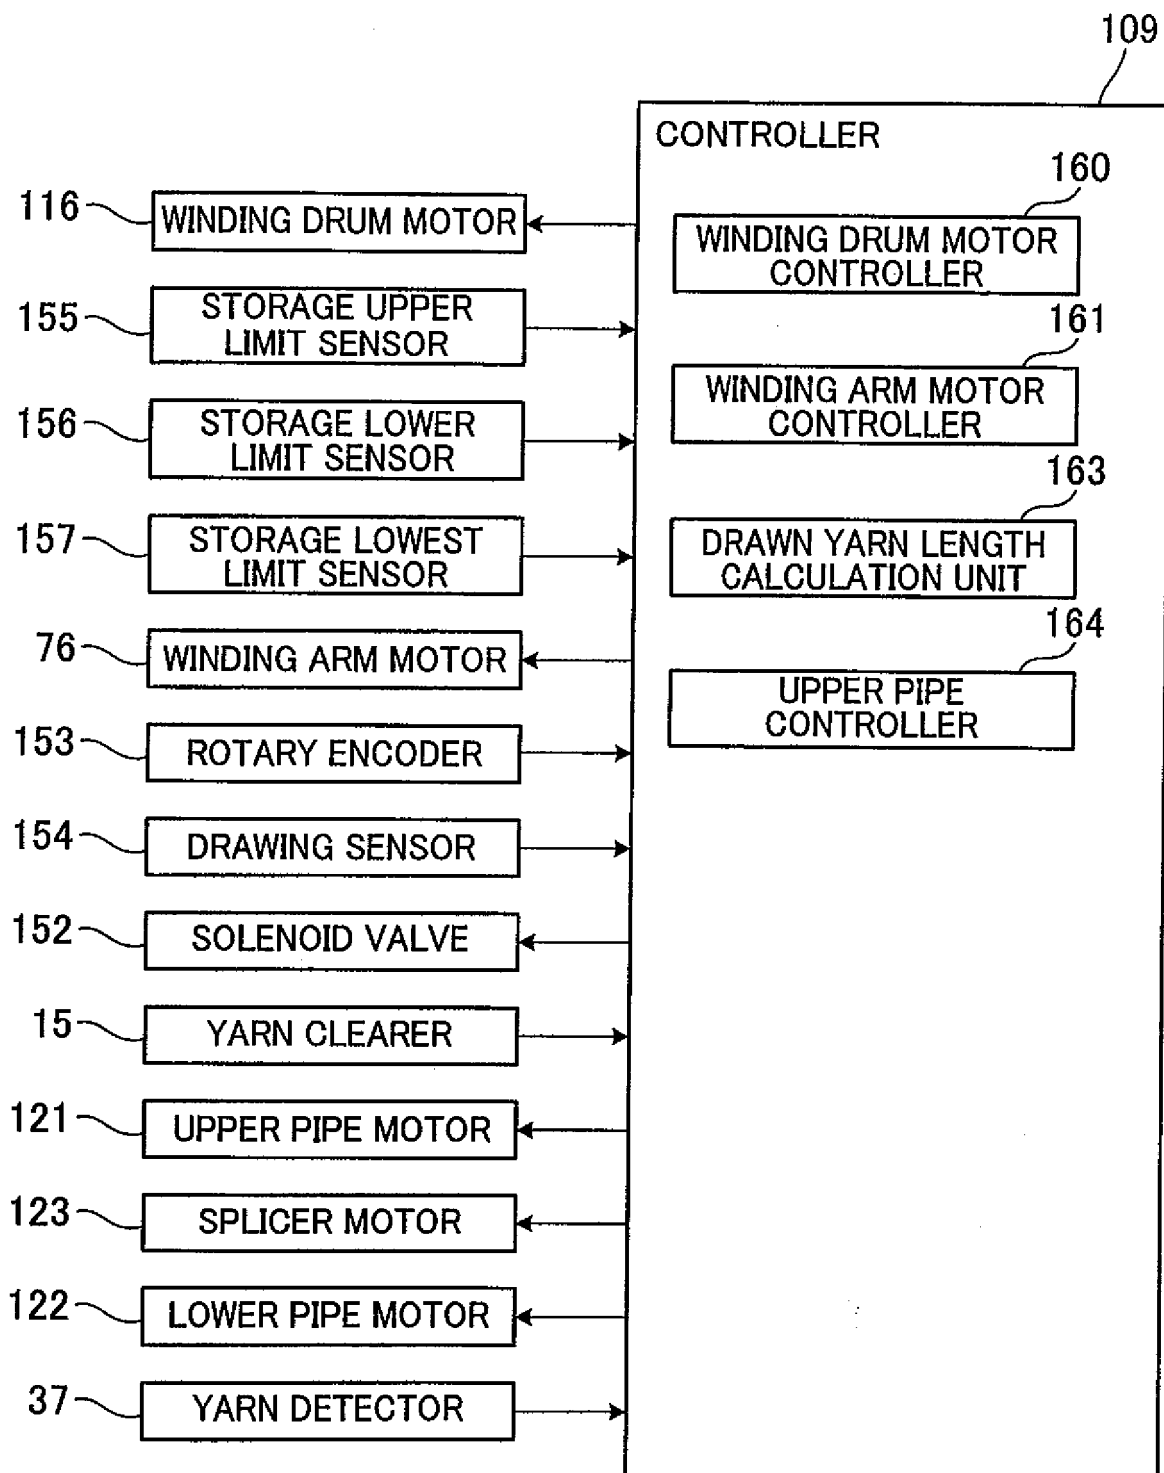 109
CONTROLLER
160
WINDING DRUM MOTOR
CONTROLLER
161
WINDING ARM MOTOR
CONTROLLER
163
DRAWN YARN LENGTH
CALCULATION UNIT
164
UPPER PIPE
CONTROLLER
116
WINDING DRUM MOTOR
155
STORAGE UPPER
LIMIT SENSOR
156
STORAGE LOWER
LIMIT SENSOR
157
STORAGE LOWEST
LIMIT SENSOR
76
WINDING ARM MOTOR
153
ROTARY ENCODER
154
DRAWING SENSOR
152
SOLENOID VALVE
15
YARN CLEARER
121
UPPER PIPE MOTOR
123
SPLICER MOTOR
122
LOWER PIPE MOTOR
37
YARN DETECTOR